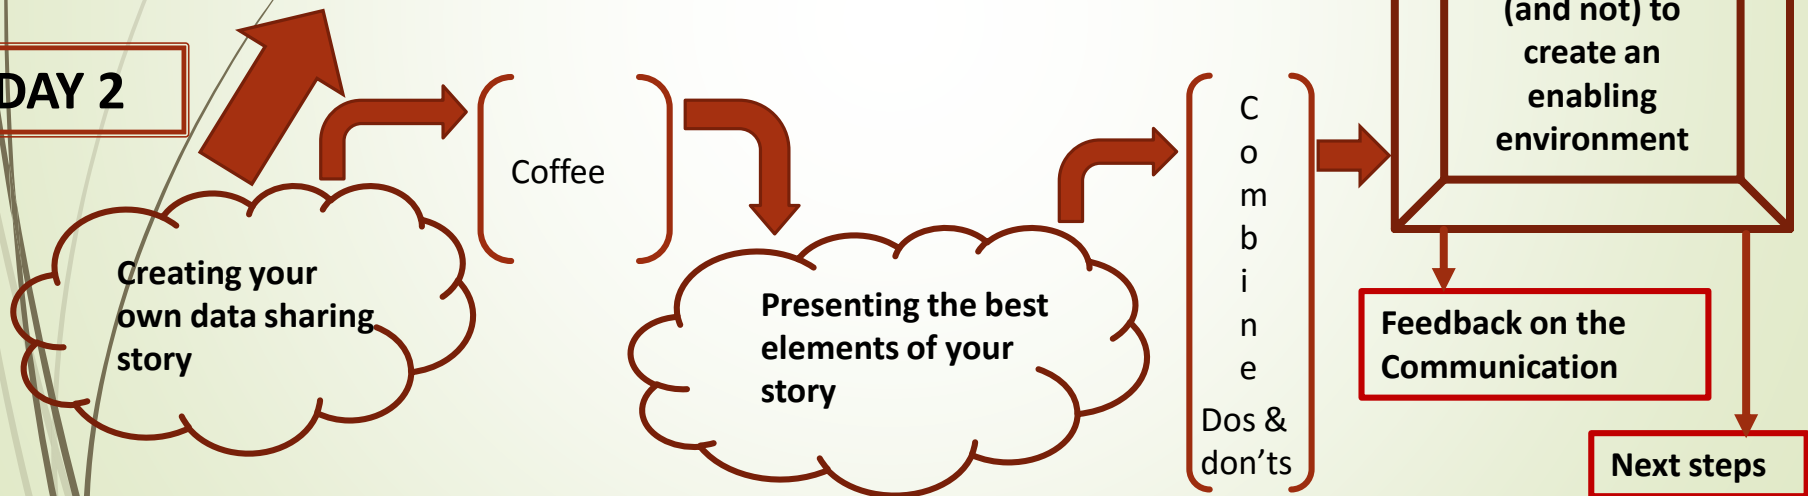 DAY 2
Creating your
own data sharing
story
Coffee
Presenting the best
elements of your
story
C
o
m
b
i
n
e
Dos &
don’ts
(and not) to
create an
enabling
environment
Feedback on the
Communication
Next steps